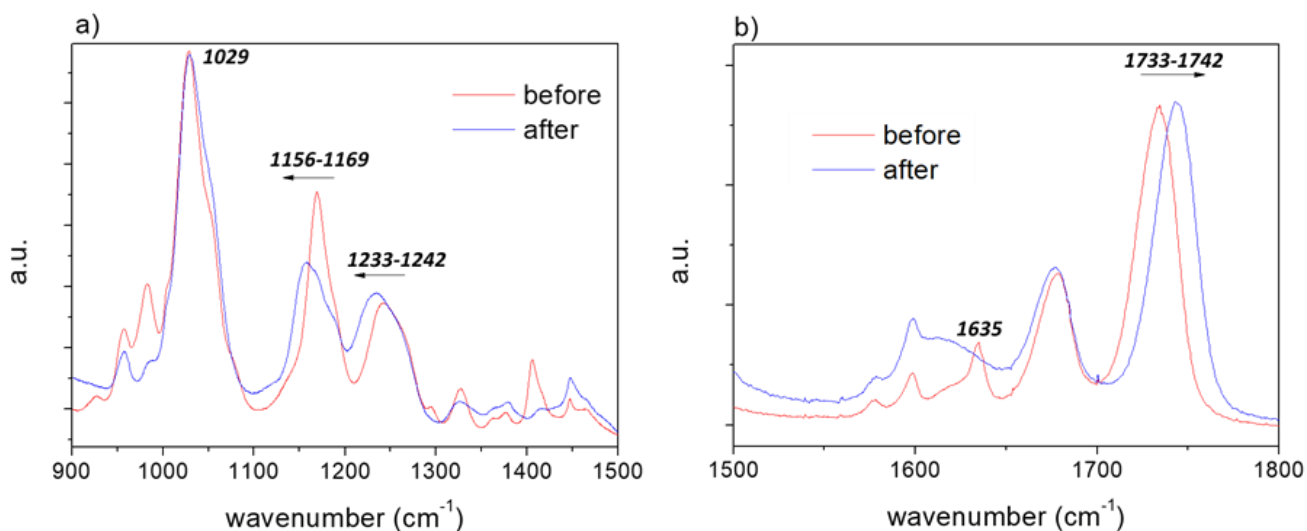 a)
1029
before
after
1156-1169
1233-1242
a.u.
900 1000 1100 1200 1300 1400 1500
wavenumber (cm⁻¹)
b)
1733-1742
before
after
1635
a.u.
1500 1600 1700 1800
wavenumber (cm⁻¹)